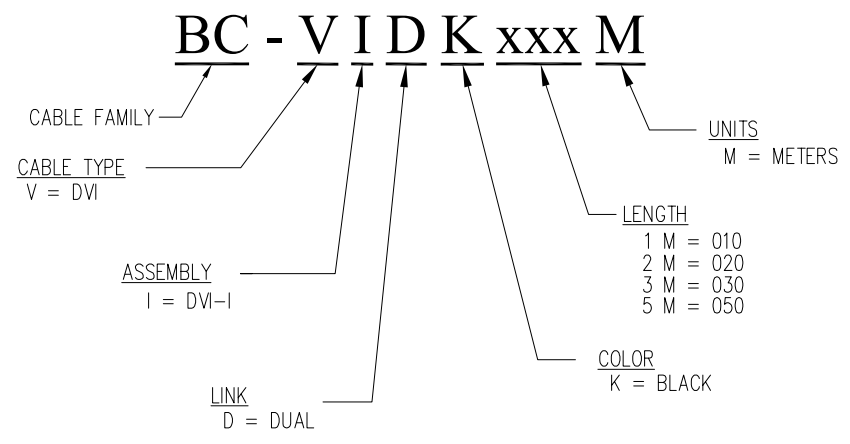 BC - V I D K xxx M
CABLE FAMILY
CABLE TYPE
V = DVI
ASSEMBLY
I = DVI-I
LINK
D = DUAL
UNITS
M = METERS
LENGTH
1 M = 010
2 M = 020
3 M = 030
5 M = 050
COLOR
K = BLACK